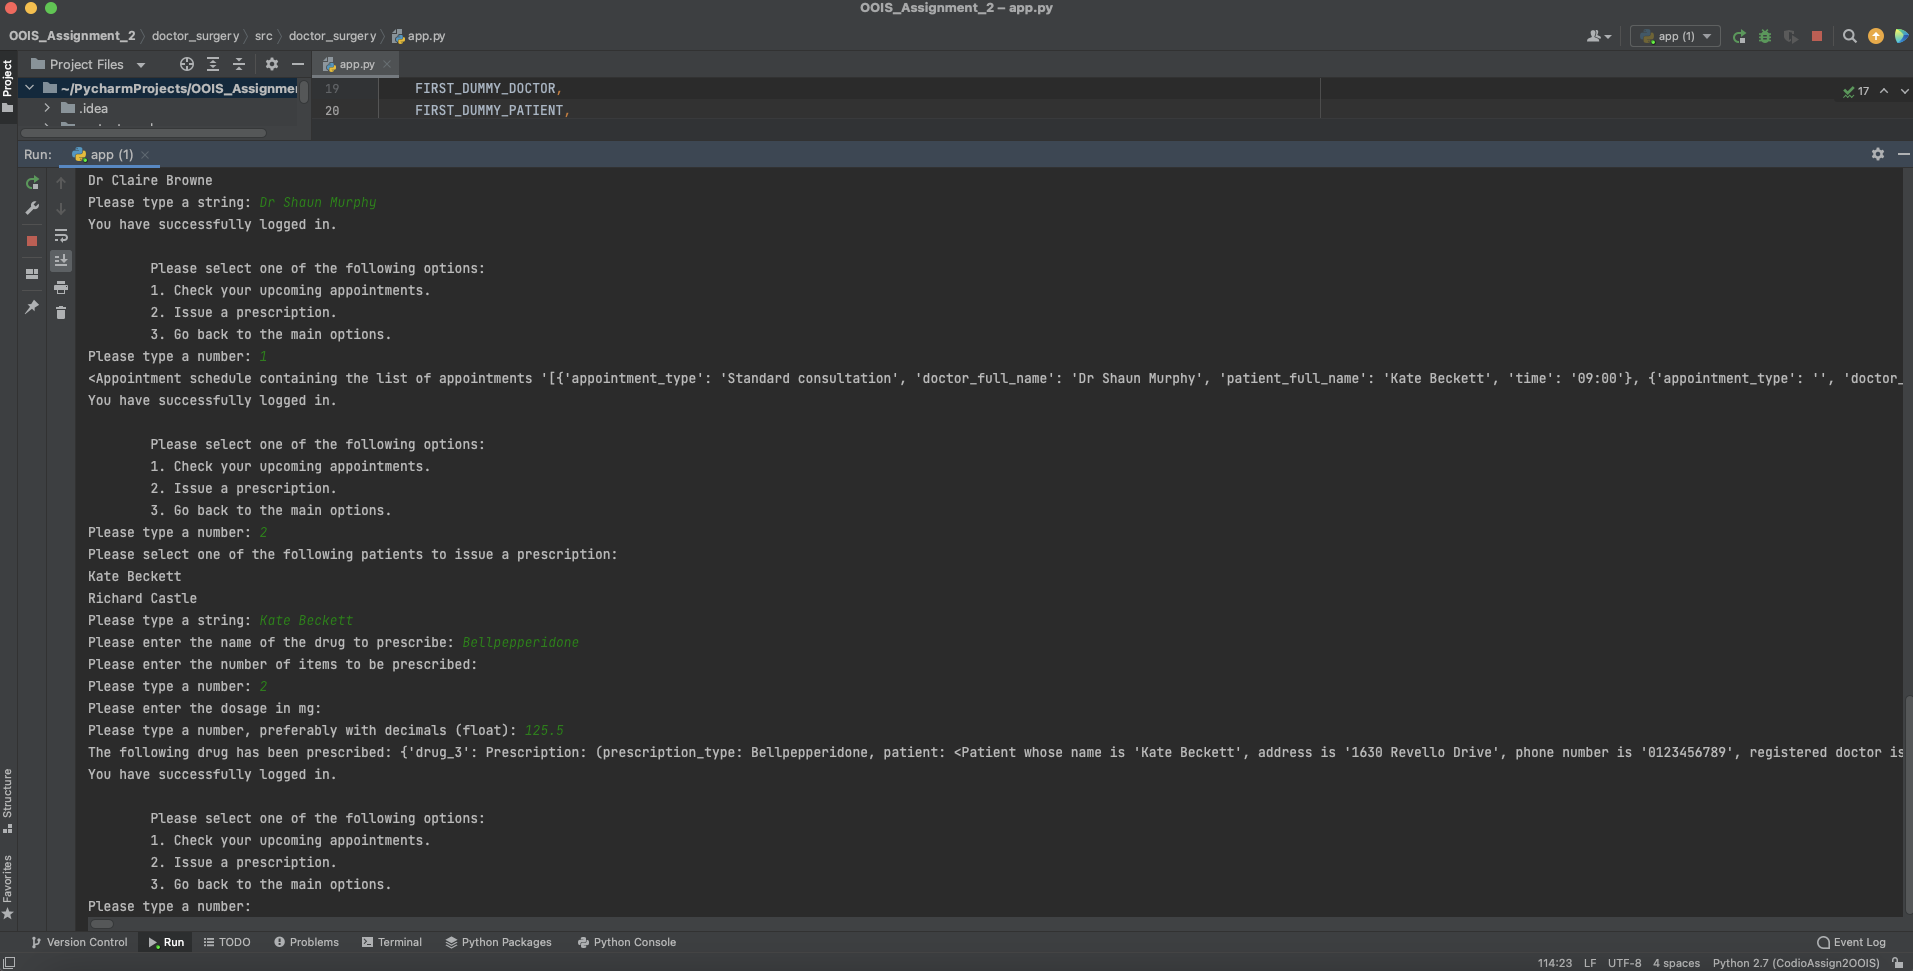 OOIS_Assignment_2 – app.py
OOIS_Assignment_2 doctor_surgery src doctor_surgery app.py
app (1)
Project
Project Files
app.py
~/PycharmProjects/OOIS_Assignmen
.idea
19 FIRST_DUMMY_DOCTOR,
20 FIRST_DUMMY_PATIENT,
17
Run: app (1)
Dr Claire Browne
Please type a string: Dr Shaun Murphy
You have successfully logged in.
Please select one of the following options:
1. Check your upcoming appointments.
2. Issue a prescription.
3. Go back to the main options.
Please type a number: 1
<Appointment schedule containing the list of appointments '[{'appointment_type': 'Standard consultation', 'doctor_full_name': 'Dr Shaun Murphy', 'patient_full_name': 'Kate Beckett', 'time': '09:00'}, {'appointment_type': '', 'doctor_
You have successfully logged in.
Please select one of the following options:
1. Check your upcoming appointments.
2. Issue a prescription.
3. Go back to the main options.
Please type a number: 2
Please select one of the following patients to issue a prescription:
Kate Beckett
Richard Castle
Please type a string: Kate Beckett
Please enter the name of the drug to prescribe: Bellpepperidone
Please enter the number of items to be prescribed:
Please type a number: 2
Please enter the dosage in mg:
Please type a number, preferably with decimals (float): 125.5
The following drug has been prescribed: {'drug_3': Prescription: (prescription_type: Bellpepperidone, patient: <Patient whose name is 'Kate Beckett', address is '1630 Revello Drive', phone number is '0123456789', registered doctor is
You have successfully logged in.
Please select one of the following options:
1. Check your upcoming appointments.
2. Issue a prescription.
3. Go back to the main options.
Please type a number:
Structure
Favorites
Version Control Run TODO Problems Terminal Python Packages Python Console Event Log
114:23 LF UTF-8 4 spaces Python 2.7 (CodioAssign2OOIS)